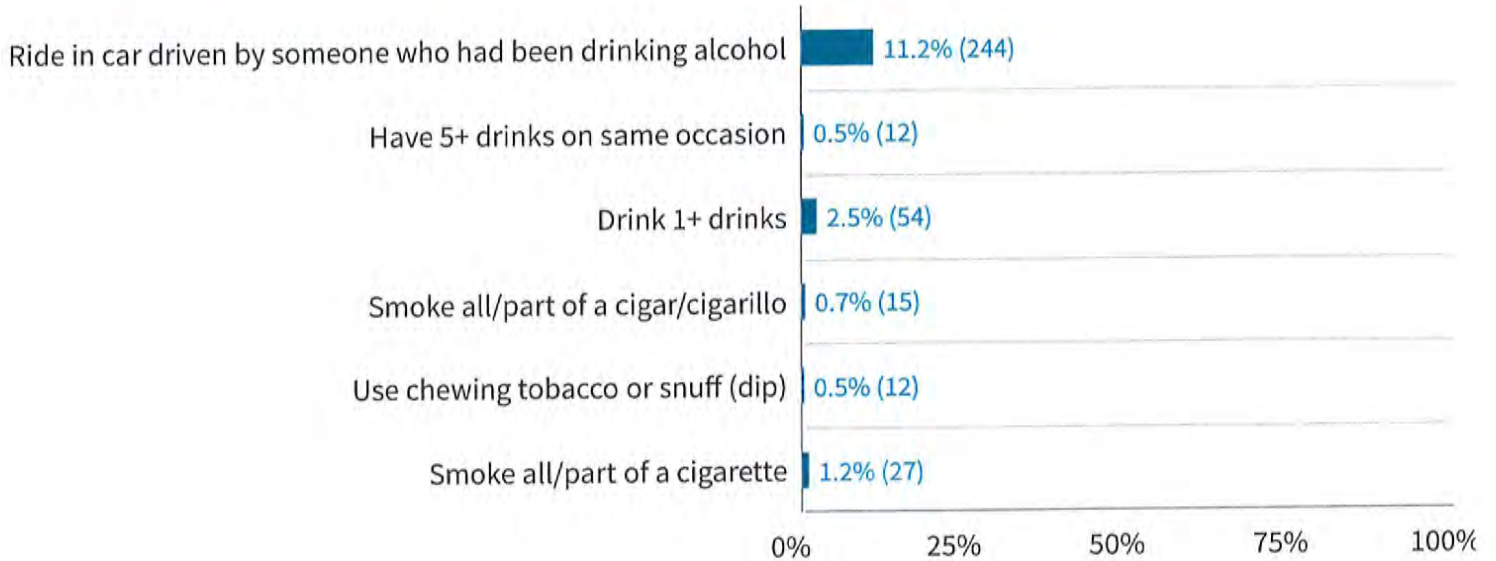 Ride in car driven by someone who had been drinking alcohol 11.2% (244)
Have 5+ drinks on same occasion 0.5% (12)
Drink 1+ drinks 2.5% (54)
Smoke all/part of a cigar/cigarillo 0.7% (15)
Use chewing tobacco or snuff (dip) 0.5% (12)
Smoke all/part of a cigarette 1.2% (27)
0% 25% 50% 75% 100%